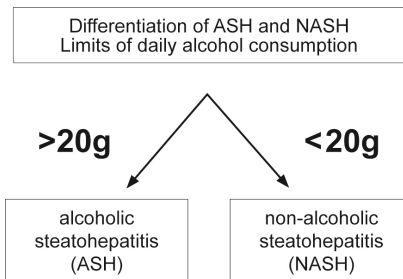 Differentiation of ASH and NASH
Limits of daily alcohol consumption
>20g
<20g
alcoholic
steatohepatitis
(ASH)
non-alcoholic
steatohepatitis
(NASH)